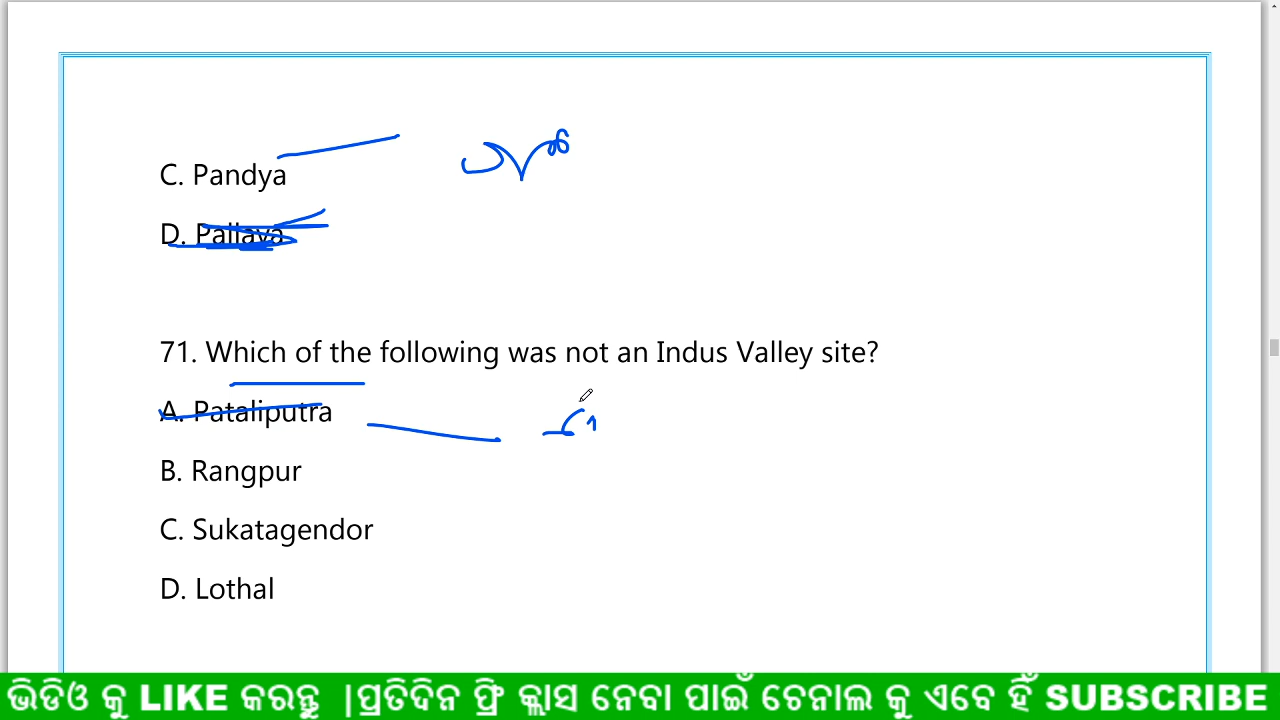 C. Pandya
D. Pallava
71. Which of the following was not an Indus Valley site?
A. Pataliputra
B. Rangpur
C. Sukatagendor
D. Lothal
ଭିଡିଓ କୁ LIKE କରନ୍ତୁ |ପ୍ରତିଦିନ ଫ୍ରି କ୍ଲାସ ନେବା ପାଇଁ ଚେନାଲ କୁ ଏବେ ହିଁ SUBSCRIBE